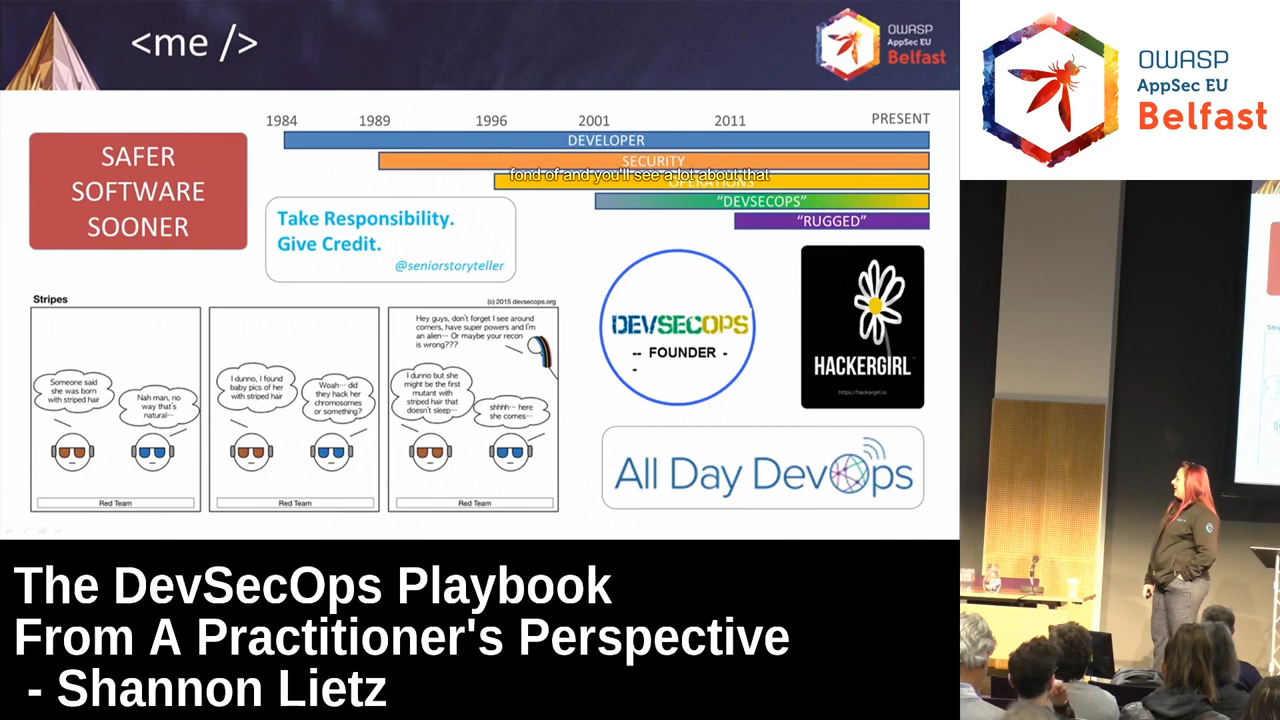 <me />
OWASP
AppSec EU
Belfast
1984 1989 1996 2001 2011 PRESENT
DEVELOPER
SECURITY
fond of and you'll see a lot about that
OPERATIONS
"DEVSECOPS"
"RUGGED"
SAFER
SOFTWARE
SOONER
Take Responsibility.
Give Credit.
@seniorstoryteller
Stripes
(c) 2015 devsecops.org
Someone said
she was born
with striped hair
Nah man, no
way that's
natural···
Red Team
I dunno, I found
baby pics of her
with striped hair
Woah··· did
they hack her
chromosomes
or something?
Red Team
Hey guys, don't forget I see around
corners, have super powers and I'm
an alien··· Or maybe your recon
is wrong???
I dunno but she
might be the first
mutant with
striped hair that
doesn't sleep···
shhhh··· here
she comes···
Red Team
DEVSECOPS
-- FOUNDER -
-
HACKERGIRL
https://hackergirl.io
All Day DevOps
OWASP
AppSec EU
Belfast
The DevSecOps Playbook
From A Practitioner's Perspective
- Shannon Lietz